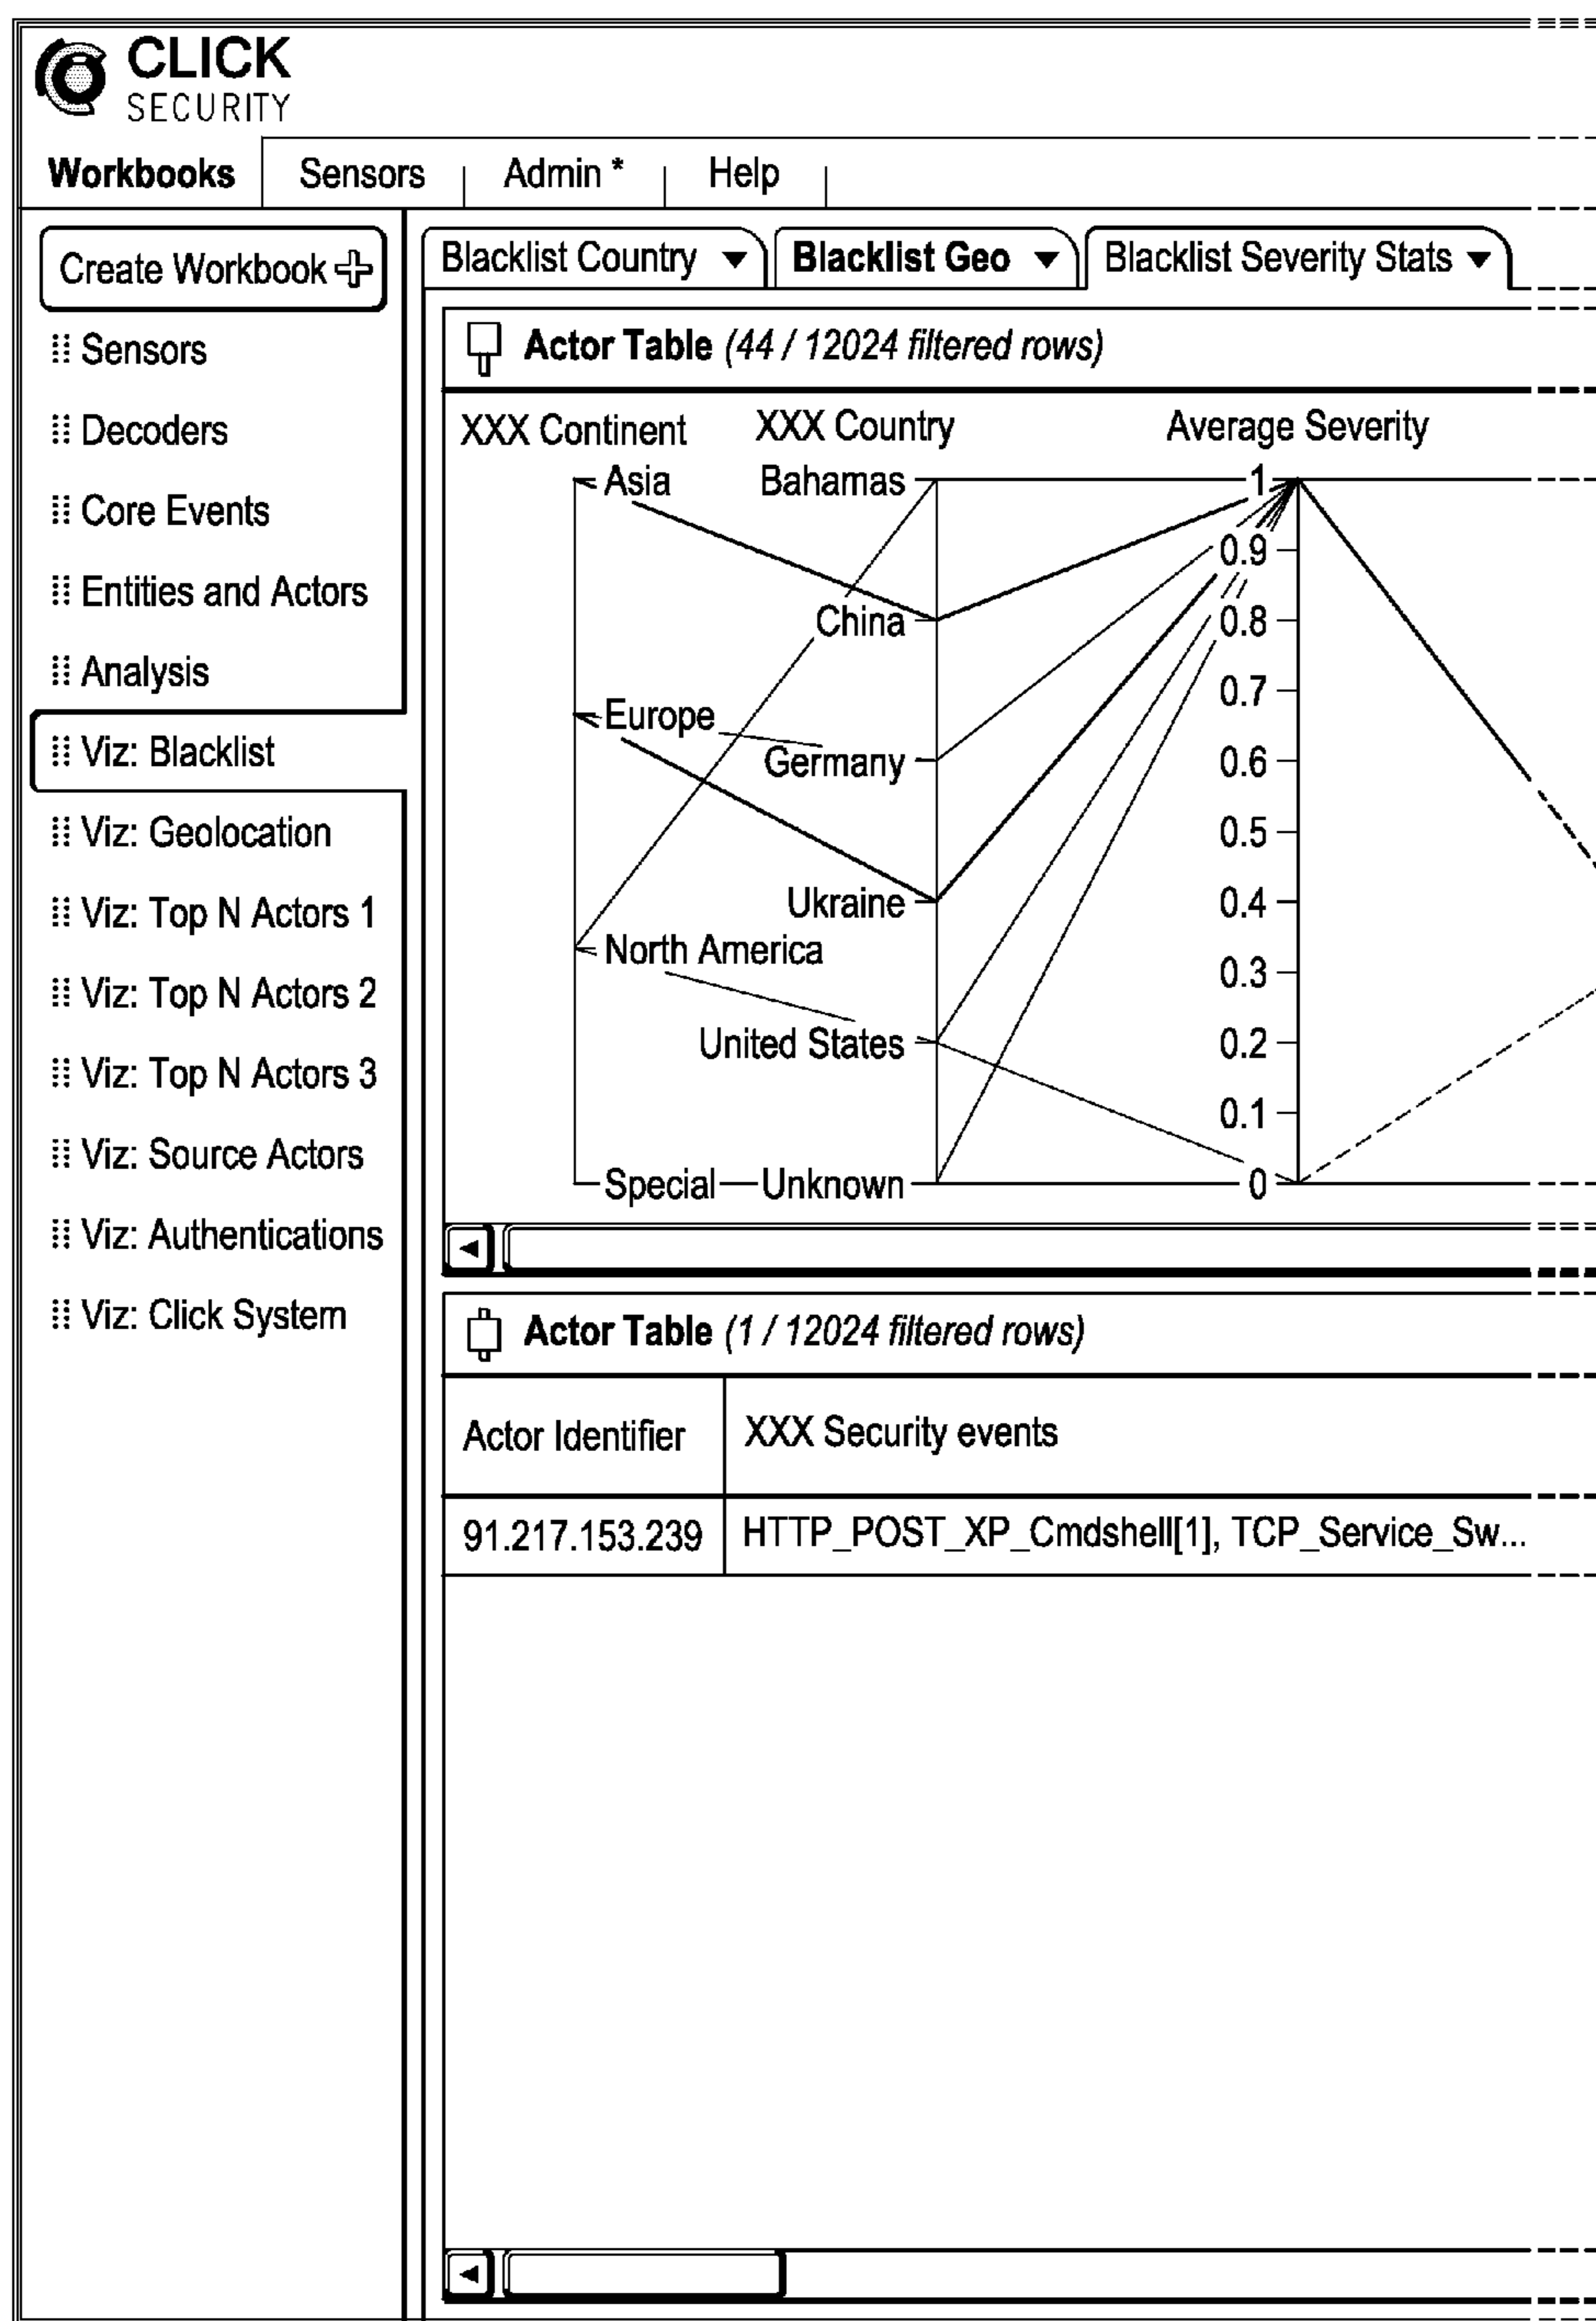 CLICK
SECURITY
Workbooks Sensors Admin * Help
Create Workbook
Sensors
Decoders
Core Events
Entities and Actors
Analysis
Viz: Blacklist
Viz: Geolocation
Viz: Top N Actors 1
Viz: Top N Actors 2
Viz: Top N Actors 3
Viz: Source Actors
Viz: Authentications
Viz: Click System
Blacklist Country Blacklist Geo Blacklist Severity Stats
Actor Table (44 / 12024 filtered rows)
XXX Continent XXX Country Average Severity
Asia Bahamas 1
0.9
China 0.8
0.7
Europe
Germany 0.6
0.5
Ukraine 0.4
North America
0.3
United States 0.2
0.1
Special Unknown 0
Actor Table (1 / 12024 filtered rows)
Actor Identifier XXX Security events
91.217.153.239 HTTP_POST_XP_Cmdshell[1], TCP_Service_Sw...